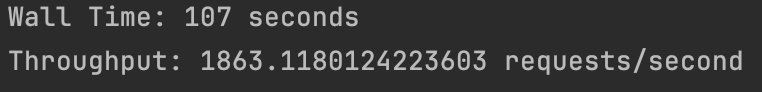 Wall Time: 107 seconds
Throughput: 1863.1180124223603 requests/second